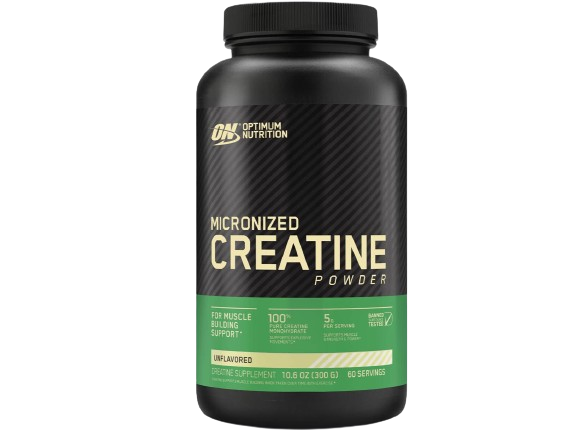 ON OPTIMUM
NUTRITION
MICRONIZED
CREATINE
POWDER
FOR MUSCLE
BUILDING
SUPPORT*
100%
PURE CREATINE
MONOHYDRATE
5g
PER SERVING
BANNED
TESTED
UNFLAVORED
CREATINE SUPPLEMENT 10.6 OZ (300 G) 60 SERVINGS